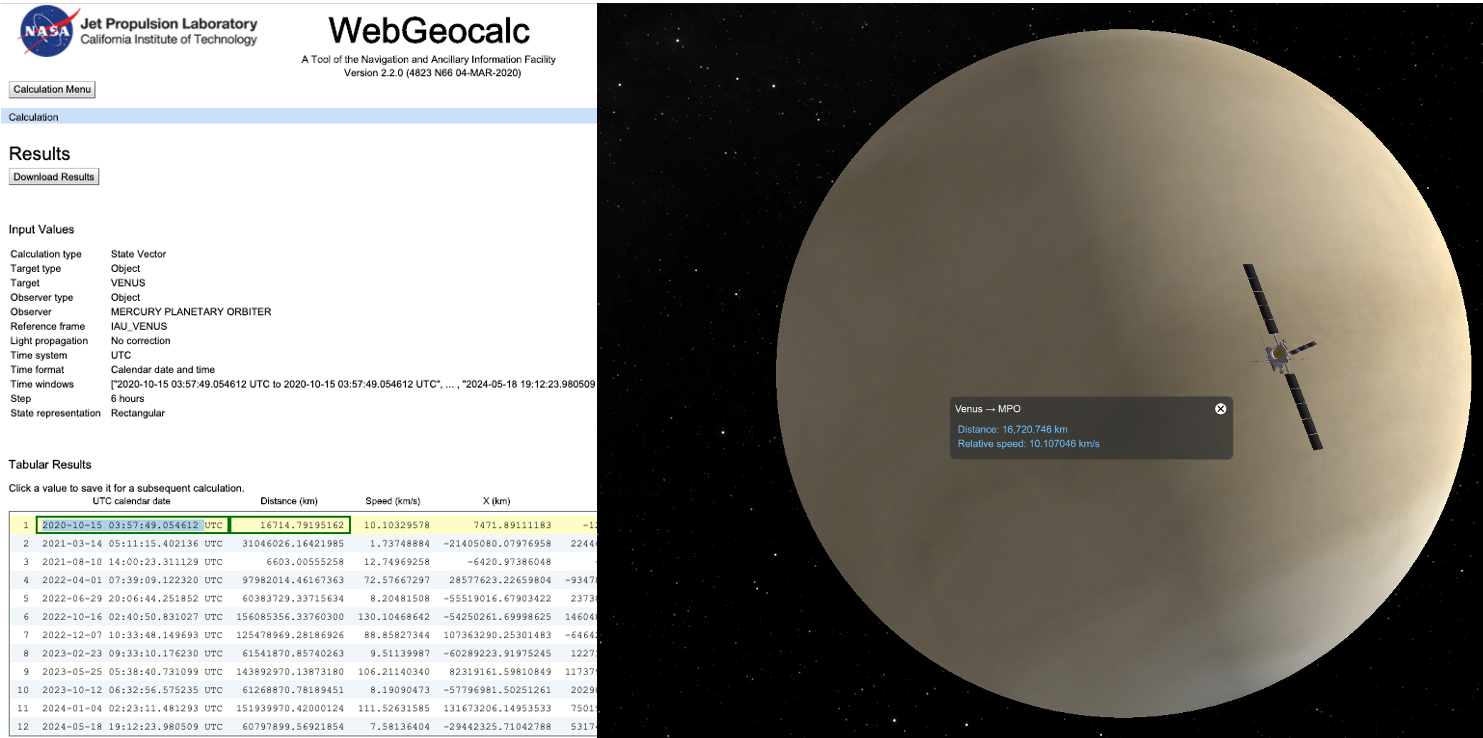 NASA
Jet Propulsion Laboratory
California Institute of Technology
WebGeocalc
A Tool of the Navigation and Ancillary Information Facility
Version 2.2.0 (4823 N66 04-MAR-2020)
Calculation Menu
Calculation
Results
Download Results
Input Values
Calculation type State Vector
Target type Object
Target VENUS
Observer type Object
Observer MERCURY PLANETARY ORBITER
Reference frame IAU_VENUS
Light propagation No correction
Time system UTC
Time format Calendar date and time
Time windows ["2020-10-15 03:57:49.054612 UTC to 2020-10-15 03:57:49.054612 UTC", ... , "2024-05-18 19:12:23.980509
Step 6 hours
State representation Rectangular
Tabular Results
Click a value to save it for a subsequent calculation.
UTC calendar date Distance (km) Speed (km/s) X (km)
1 2020-10-15 03:57:49.054612 UTC 16714.79195162 10.10329578 7471.89111183 -12
2 2021-03-14 05:11:15.402136 UTC 31046026.16421985 1.73748884 -21405080.07976958 2244
3 2021-08-10 14:00:23.311129 UTC 6603.00555258 12.74969258 -6420.97386048
4 2022-04-01 07:39:09.122320 UTC 97982014.46167363 72.57667297 28577623.22659804 -9347
5 2022-06-29 20:06:44.251852 UTC 60383729.33715634 8.20481508 -55519016.67903422 2373
6 2022-10-16 02:40:50.831027 UTC 156085356.33760300 130.10468642 -54250261.69998625 14604
7 2022-12-07 10:33:48.149693 UTC 125478969.28186926 88.85827344 107363290.25301483 -6464
8 2023-02-23 09:33:10.176230 UTC 61541870.85740263 9.51139987 -60289223.91975245 1227
9 2023-05-25 05:38:40.731099 UTC 143892970.13873180 106.21140340 82319161.59810849 11737
10 2023-10-12 06:32:56.575235 UTC 61268870.78189451 8.19090473 -57796981.50251261 2029
11 2024-01-04 02:23:11.481293 UTC 151939970.42000124 111.52631585 131673206.14953533 7501
12 2024-05-18 19:12:23.980509 UTC 60797899.56921854 7.58136404 -29442325.71042788 5317
Venus → MPO
Distance: 16,720.746 km
Relative speed: 10.107046 km/s